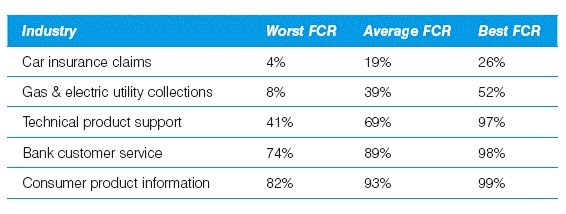 Industry Worst FCR Average FCR Best FCR
Car insurance claims 4% 19% 26%
Gas & electric utility collections 8% 39% 52%
Technical product support 41% 69% 97%
Bank customer service 74% 89% 98%
Consumer product information 82% 93% 99%